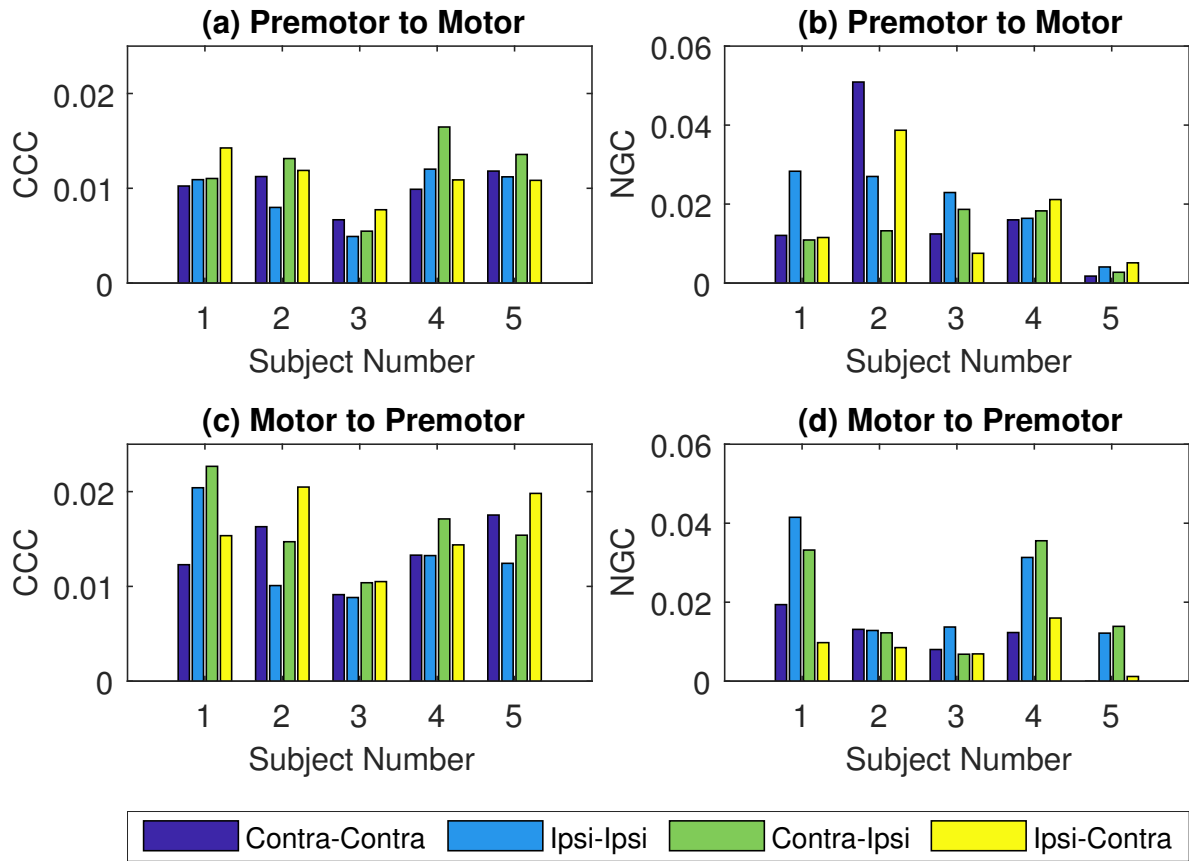 (a) Premotor to Motor
CCC
0.02
0.01
0
1 2 3 4 5
Subject Number
(b) Premotor to Motor
NGC
0.06
0.04
0.02
0
1 2 3 4 5
Subject Number
(c) Motor to Premotor
CCC
0.02
0.01
0
1 2 3 4 5
Subject Number
(d) Motor to Premotor
NGC
0.06
0.04
0.02
0
1 2 3 4 5
Subject Number
Contra-Contra Ipsi-Ipsi Contra-Ipsi Ipsi-Contra